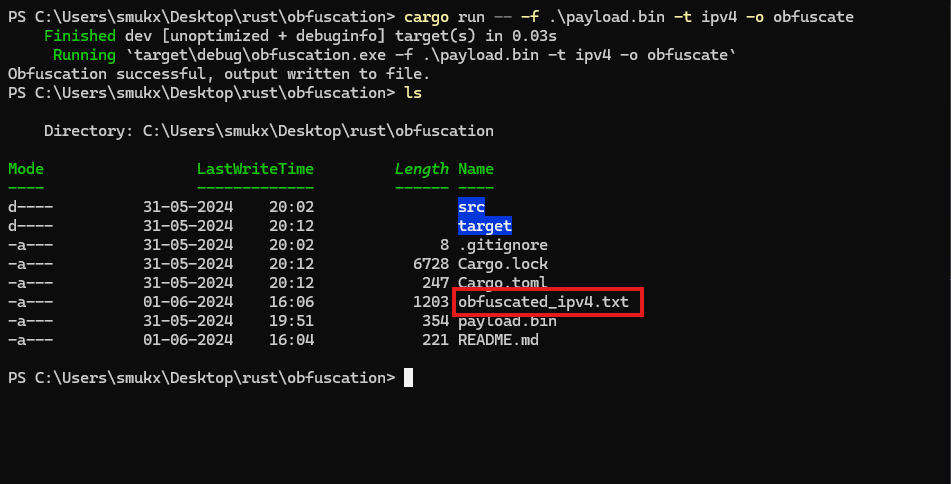 PS C:\Users\smukx\Desktop\rust\obfuscation> cargo run -- -f .\payload.bin -t ipv4 -o obfuscate
Finished dev [unoptimized + debuginfo] target(s) in 0.03s
Running `target\debug\obfuscation.exe -f .\payload.bin -t ipv4 -o obfuscate`
Obfuscation successful, output written to file.
PS C:\Users\smukx\Desktop\rust\obfuscation> ls
Directory: C:\Users\smukx\Desktop\rust\obfuscation
Mode LastWriteTime Length Name
---- ------------- ------ ----
d---- 31-05-2024 20:02 src
d---- 31-05-2024 20:12 target
-a--- 31-05-2024 20:02 8 .gitignore
-a--- 31-05-2024 20:12 6728 Cargo.lock
-a--- 31-05-2024 20:12 247 Cargo.toml
-a--- 01-06-2024 16:06 1203 obfuscated_ipv4.txt
-a--- 31-05-2024 19:51 354 payload.bin
-a--- 01-06-2024 16:04 221 README.md
PS C:\Users\smukx\Desktop\rust\obfuscation>